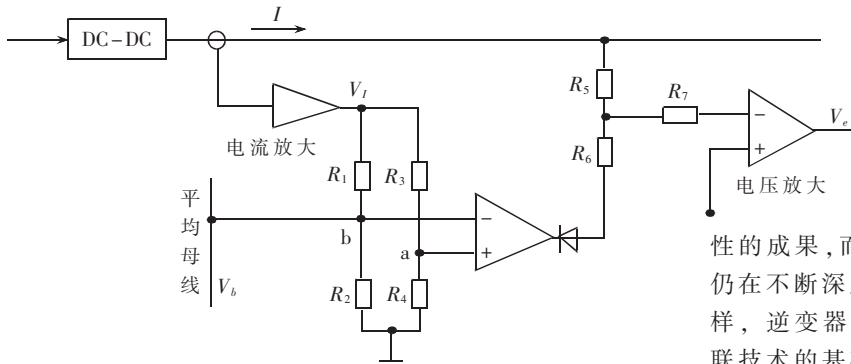 I
DC-DC
V_I
R_5
R_7
V_e
电流放大
R_1
R_3
R_6
电压放大
平均母线
b
a
V_b
R_2
R_4
−
+
−
+
性的成果,而
仍在不断深
样，逆变器
联技术的基